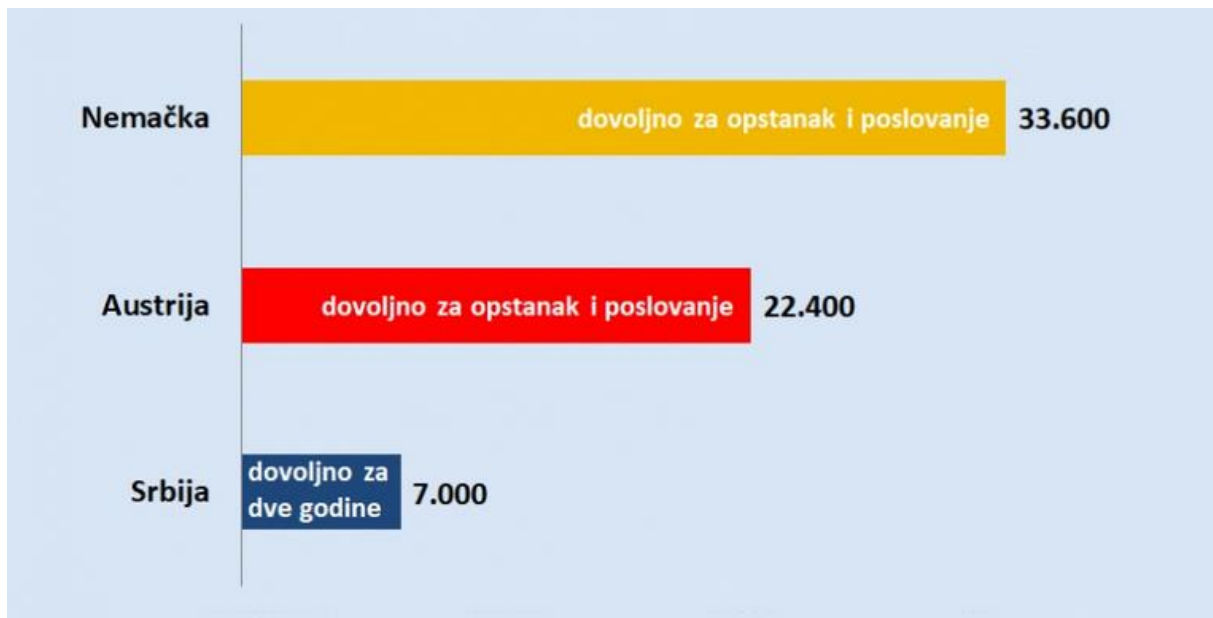 Nemačka
dovoljno za opstanak i poslovanje
33.600
Austrija
dovoljno za opstanak i poslovanje
22.400
Srbija
dovoljno za
dve godine
7.000